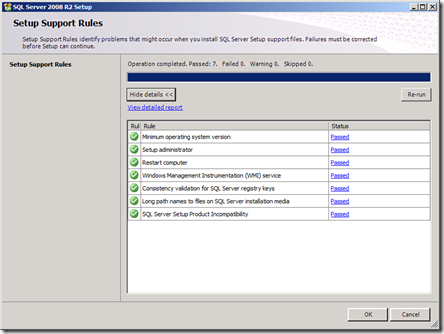 SQL Server 2008 R2 Setup
Setup Support Rules
Setup Support Rules identify problems that might occur when you install SQL Server Setup support files. Failures must be corrected
before Setup can continue.
Setup Support Rules
Operation completed. Passed: 7. Failed 0. Warning 0. Skipped 0.
Hide details <<
Re-run
View detailed report
Rul Rule Status
Minimum operating system version Passed
Setup administrator Passed
Restart computer Passed
Windows Management Instrumentation (WMI) service Passed
Consistency validation for SQL Server registry keys Passed
Long path names to files on SQL Server installation media Passed
SQL Server Setup Product Incompatibility Passed
OK Cancel